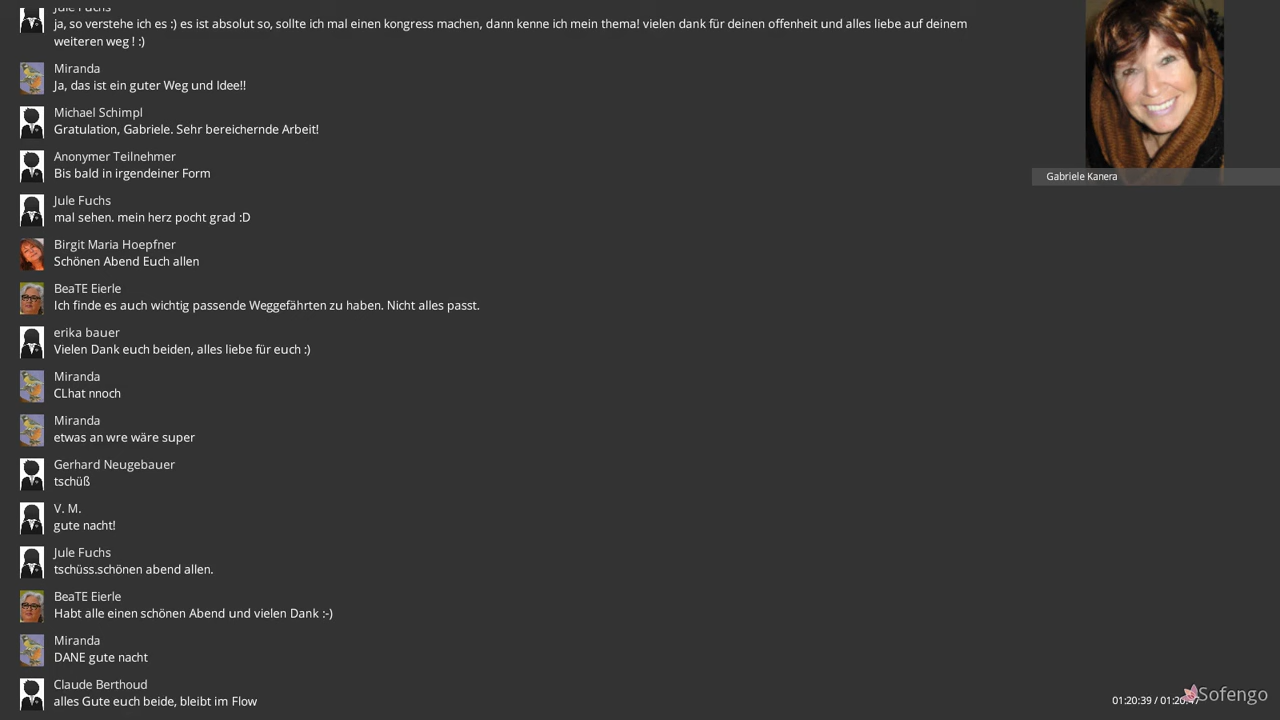 Jule Fuchs
ja, so verstehe ich es :) es ist absolut so, sollte ich mal einen kongress machen, dann kenne ich mein thema! vielen dank für deinen offenheit und alles liebe auf deinem
weiteren weg ! :)
Miranda
Ja, das ist ein guter Weg und Idee!!
Michael Schimpl
Gratulation, Gabriele. Sehr bereichernde Arbeit!
Anonymer Teilnehmer
Bis bald in irgendeiner Form
Jule Fuchs
mal sehen. mein herz pocht grad :D
Birgit Maria Hoepfner
Schönen Abend Euch allen
BeaTE Eierle
Ich finde es auch wichtig passende Weggefährten zu haben. Nicht alles passt.
erika bauer
Vielen Dank euch beiden, alles liebe für euch :)
Miranda
CLhat nnoch
Miranda
etwas an wre wäre super
Gerhard Neugebauer
tschüß
V. M.
gute nacht!
Jule Fuchs
tschüss.schönen abend allen.
BeaTE Eierle
Habt alle einen schönen Abend und vielen Dank :-)
Miranda
DANE gute nacht
Claude Berthoud
alles Gute euch beide, bleibt im Flow
Gabriele Kanera
01:20:39 /
Sofengo